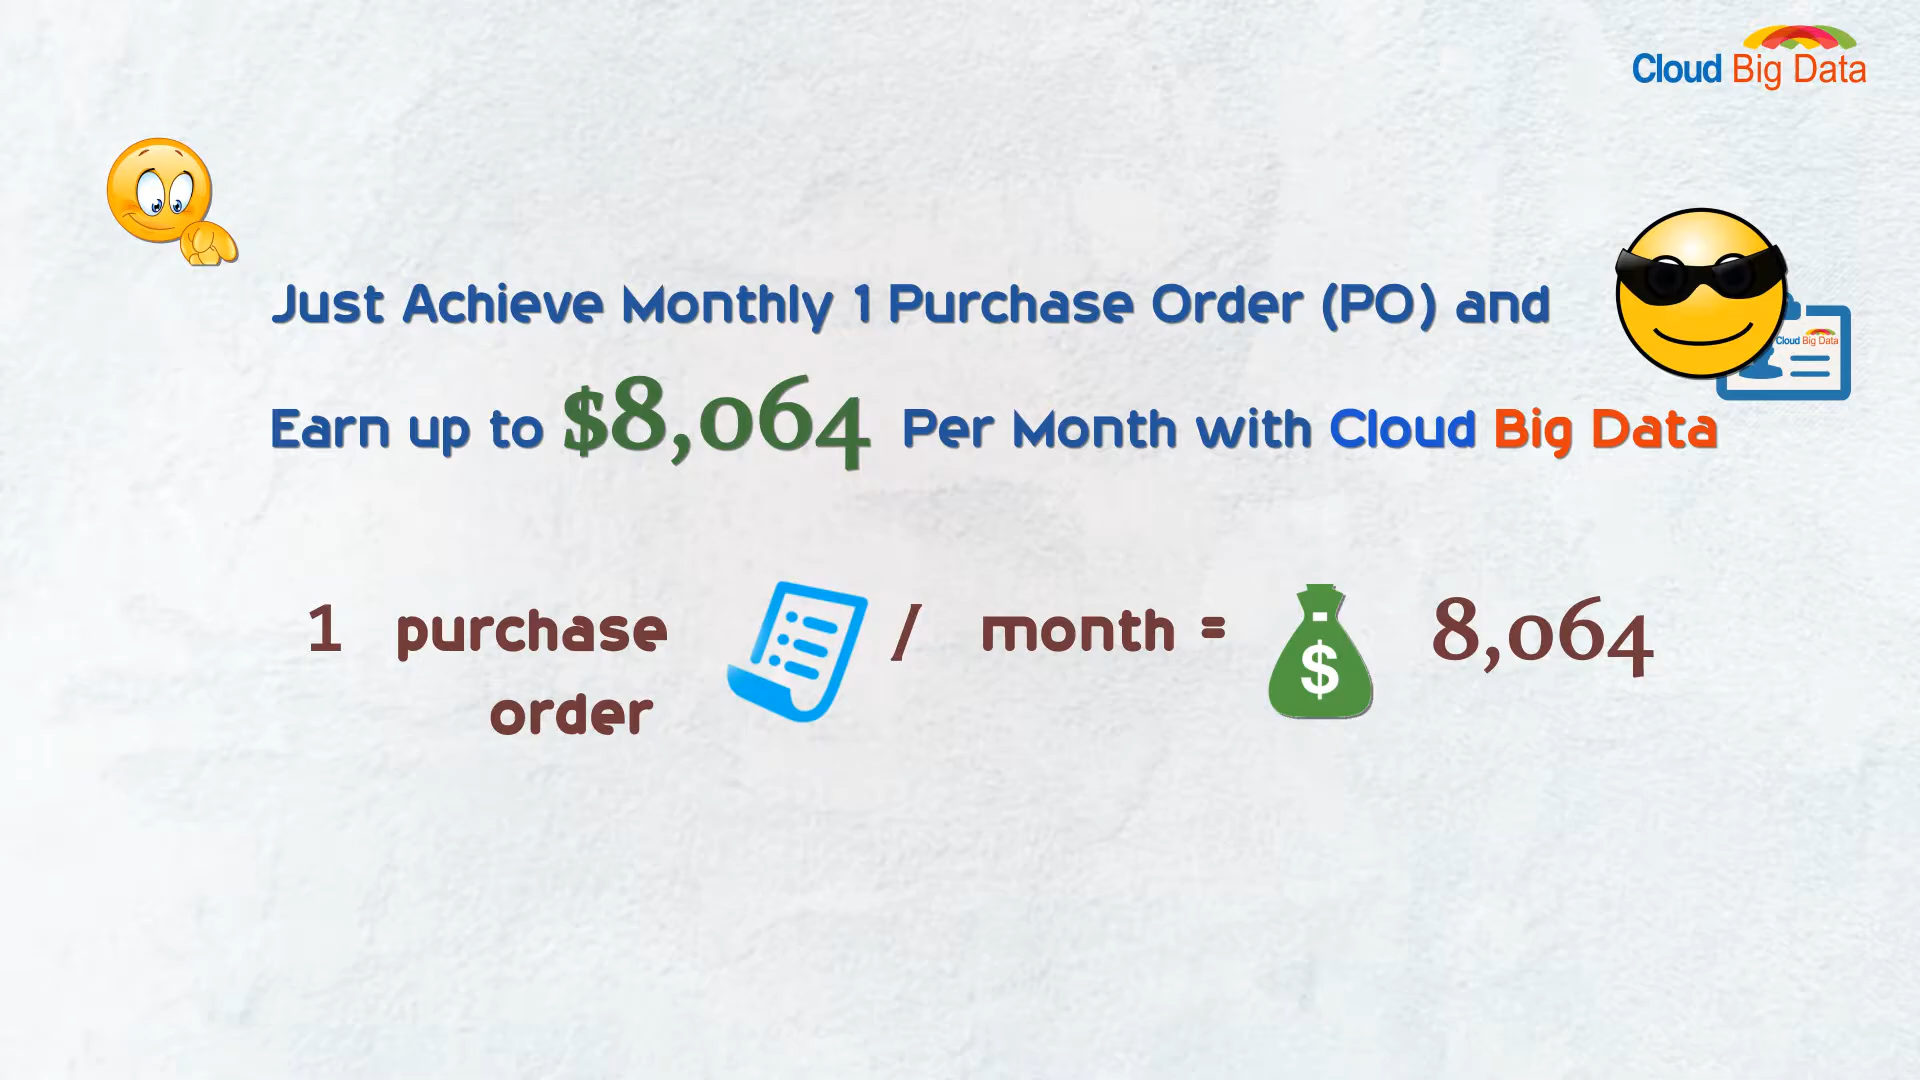 Cloud Big Data
Just Achieve Monthly 1 Purchase Order (PO) and
Cloud Big Data
Earn up to $8,064 Per Month with Cloud Big Data
1 purchase / month = $ 8,064
order